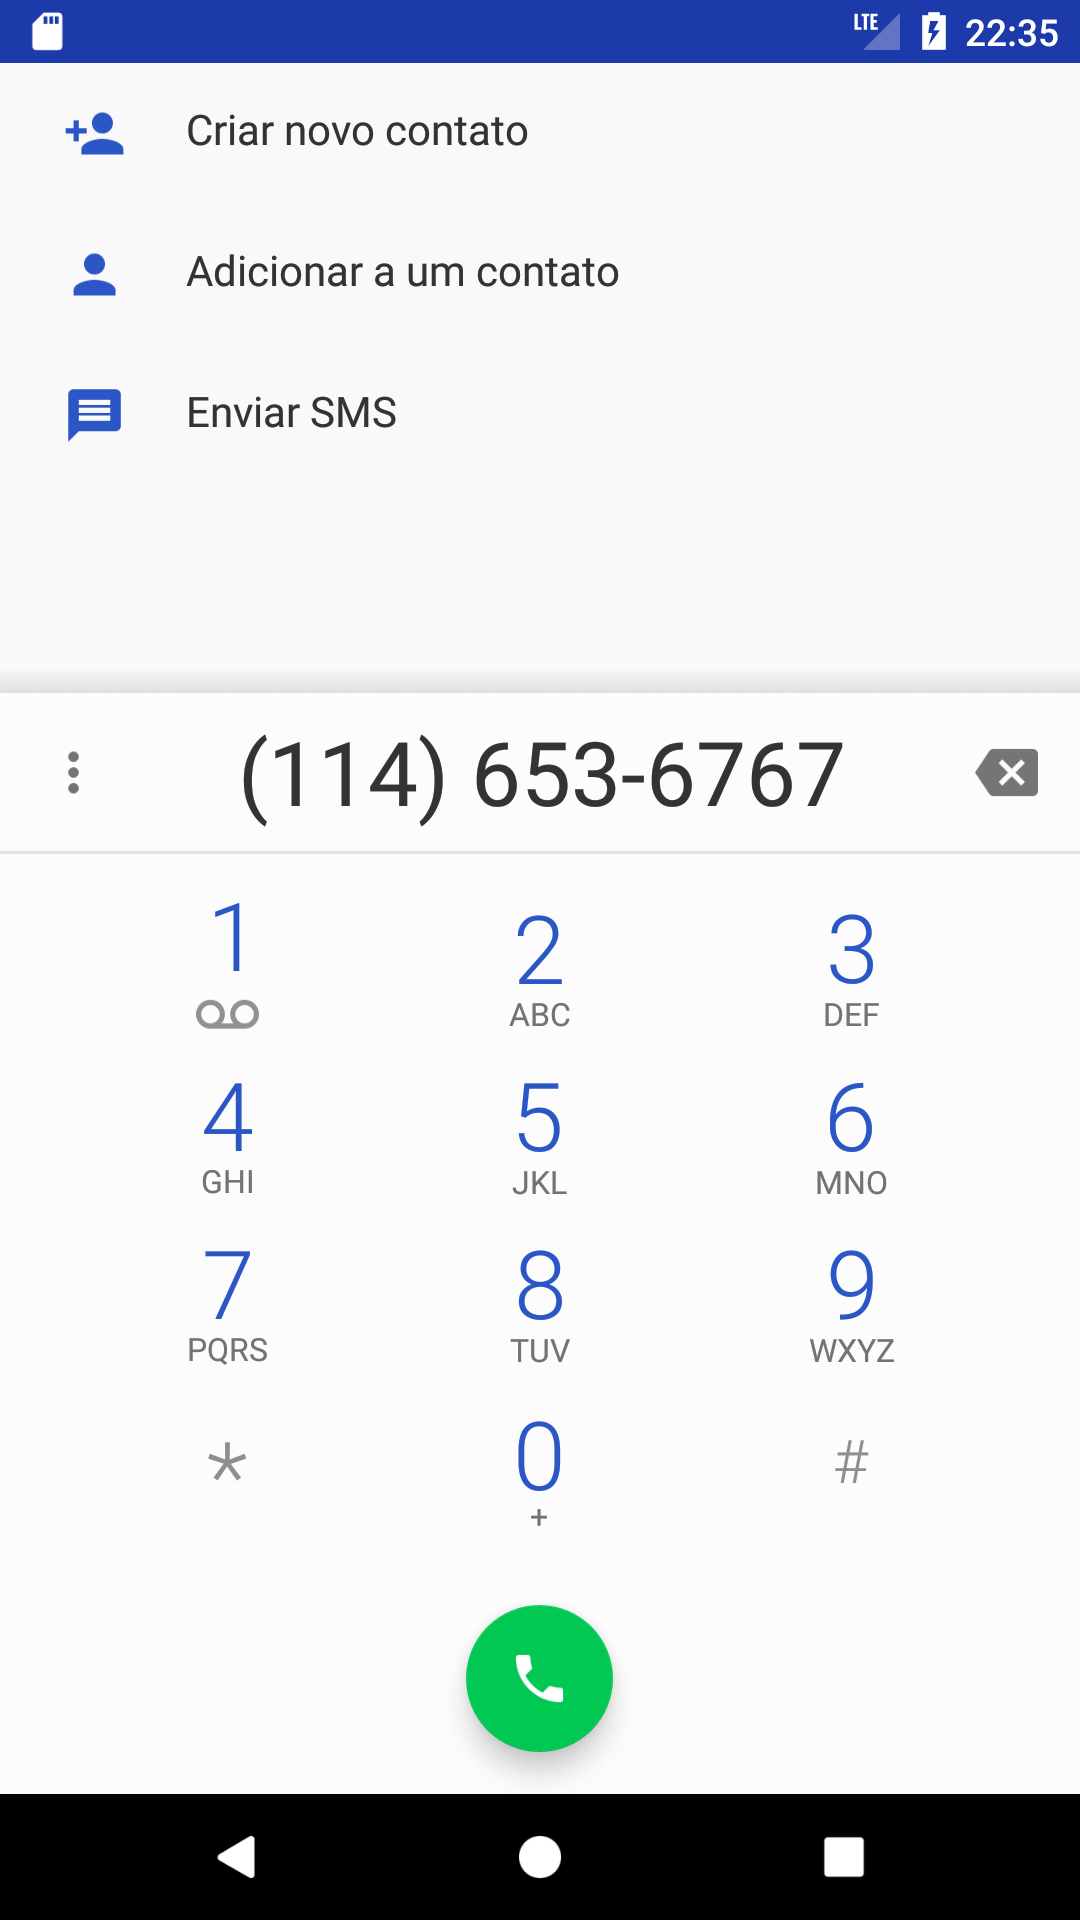 LTE 22:35
Criar novo contato
Adicionar a um contato
Enviar SMS
(114) 653-6767
1 2 3
ABC DEF
4 5 6
GHI JKL MNO
7 8 9
PQRS TUV WXYZ
* 0 #
+